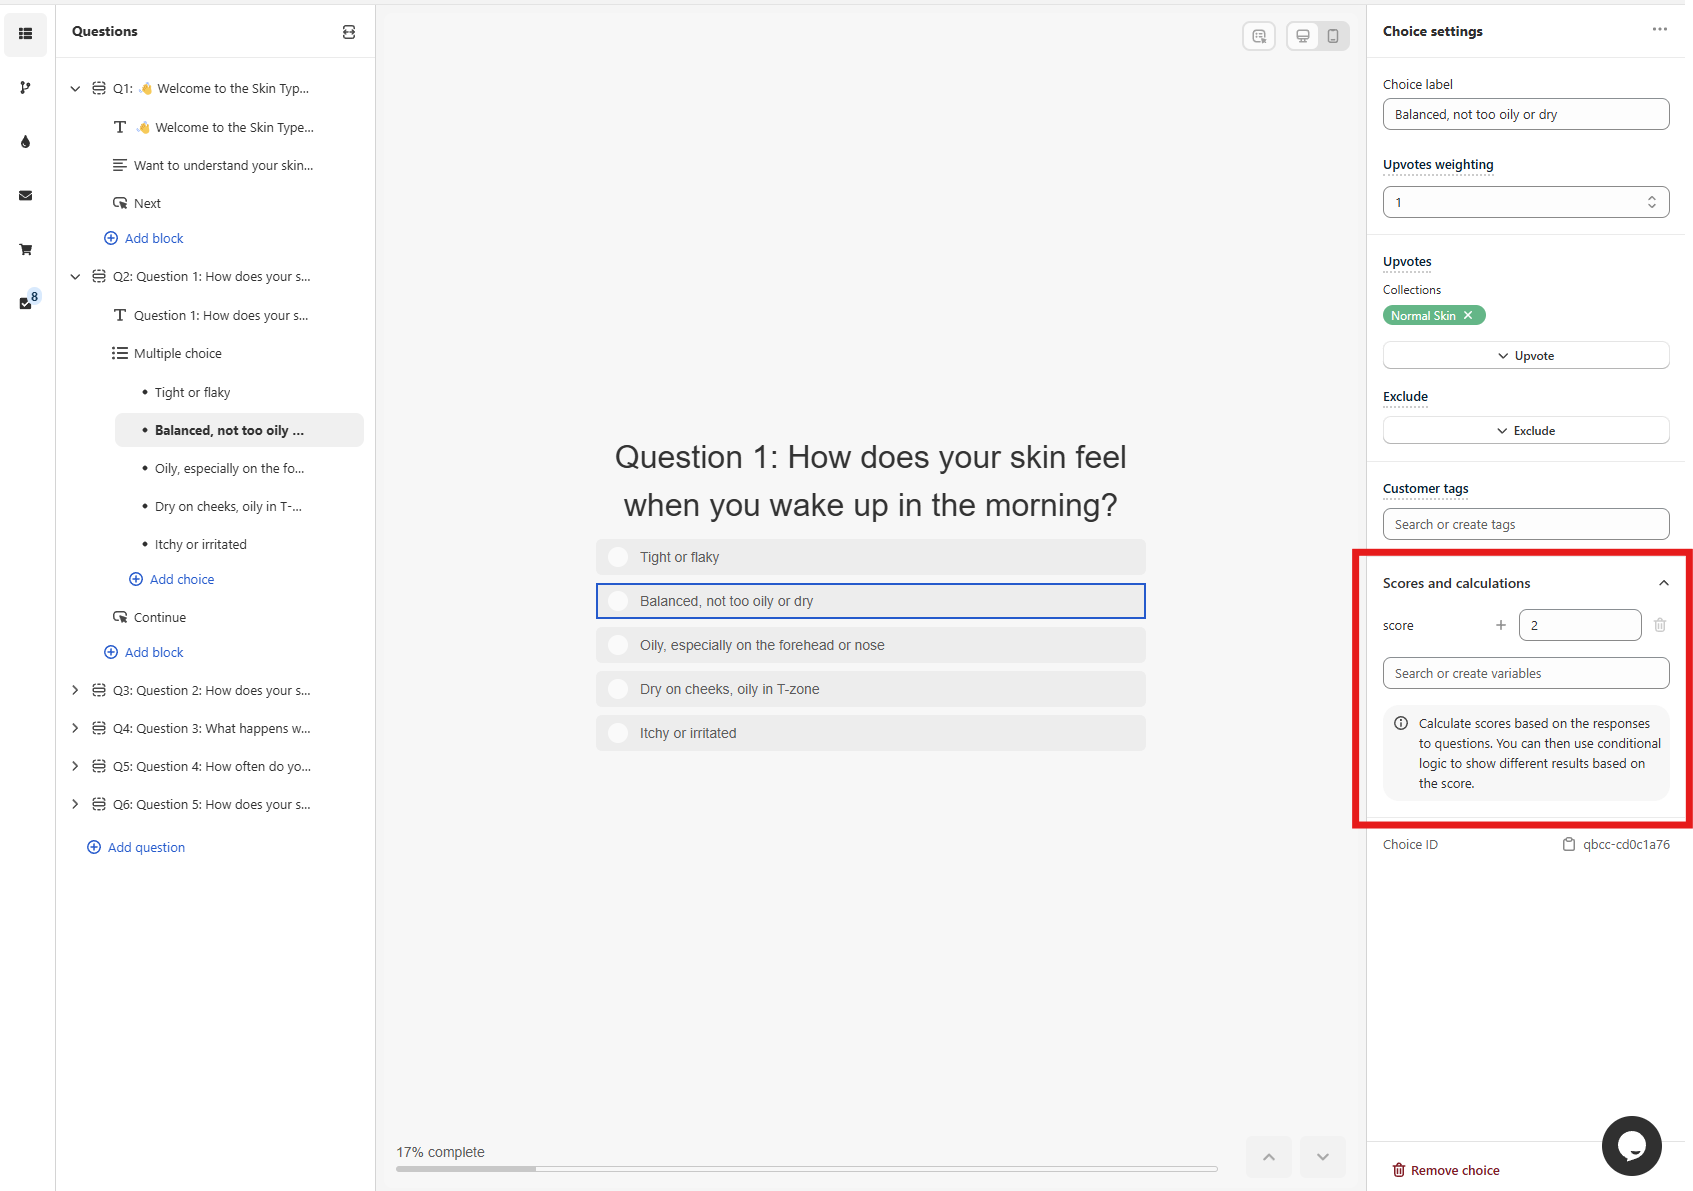 Questions
Q1: 👋 Welcome to the Skin Typ...
👋 Welcome to the Skin Type...
Want to understand your skin...
Next
Add block
Q2: Question 1: How does your s...
Question 1: How does your s...
Multiple choice
Tight or flaky
Balanced, not too oily ...
Oily, especially on the fo...
Dry on cheeks, oily in T-...
Itchy or irritated
Add choice
Continue
Add block
Q3: Question 2: How does your s...
Q4: Question 3: What happens w...
Q5: Question 4: How often do yo...
Q6: Question 5: How does your s...
Add question
8
Question 1: How does your skin feel
when you wake up in the morning?
Tight or flaky
Balanced, not too oily or dry
Oily, especially on the forehead or nose
Dry on cheeks, oily in T-zone
Itchy or irritated
17% complete
Choice settings
Choice label
Balanced, not too oily or dry
Upvotes weighting
1
Upvotes
Collections
Normal Skin
Upvote
Exclude
Exclude
Customer tags
Search or create tags
Scores and calculations
score + 2
Search or create variables
Calculate scores based on the responses
to questions. You can then use conditional
logic to show different results based on
the score.
Choice ID qbcc-cd0c1a76
Remove choice